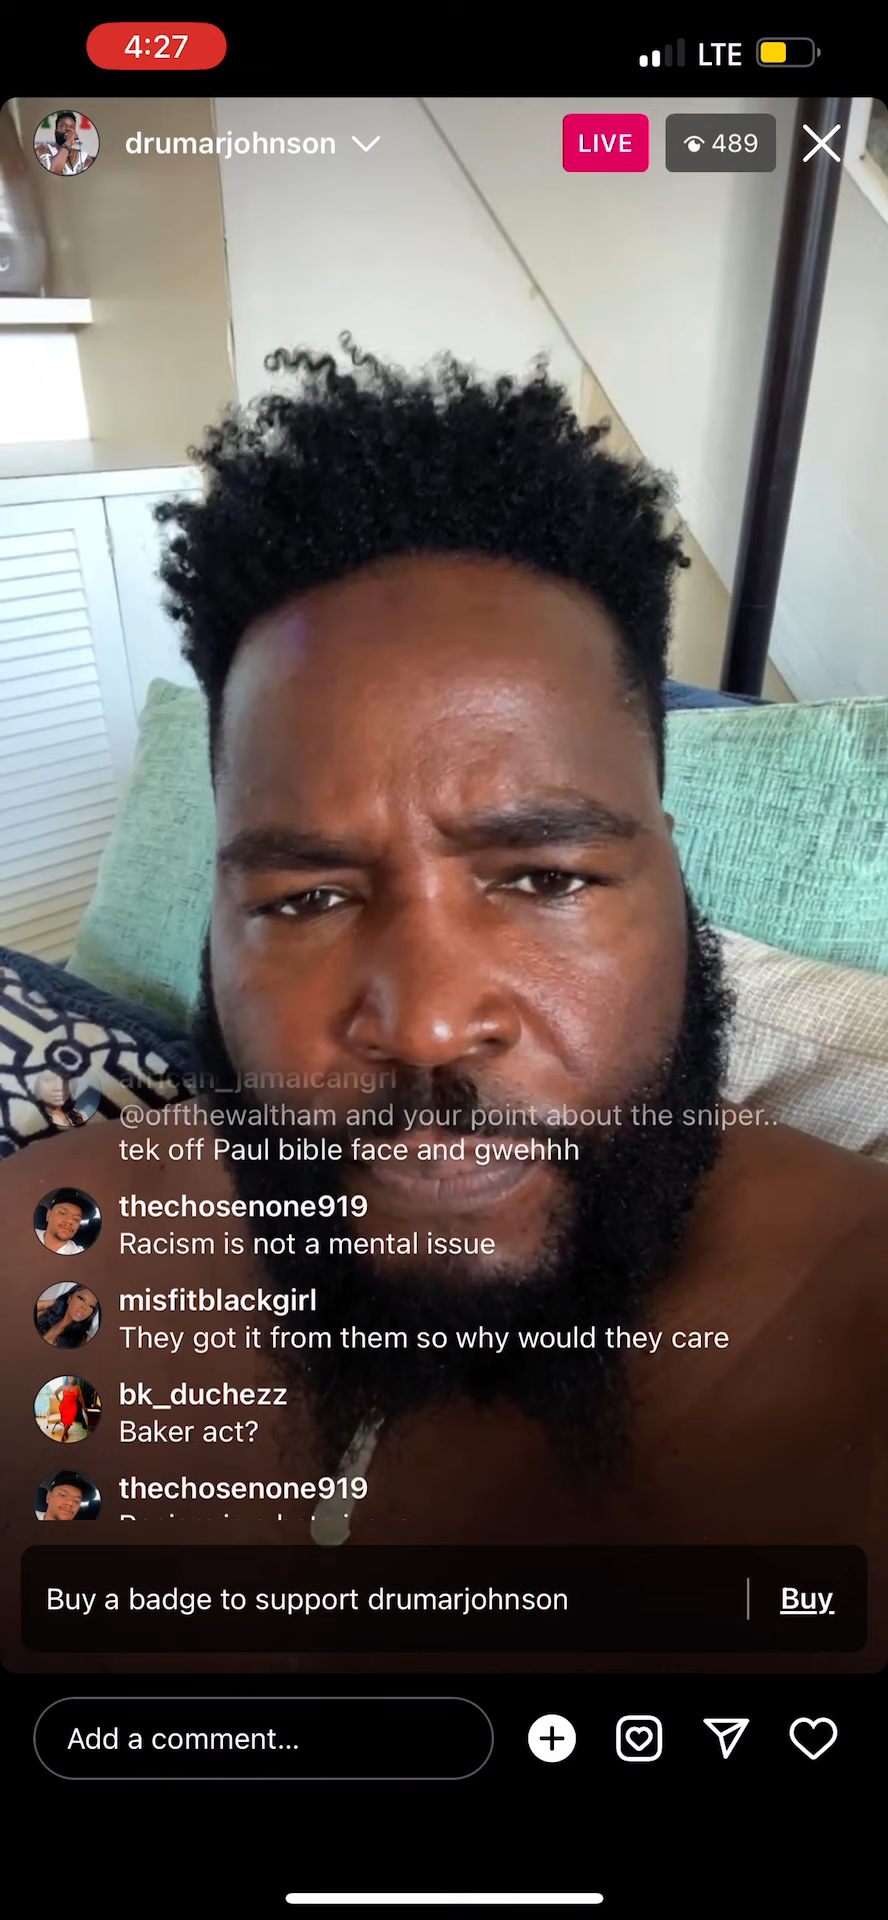 4:27
LTE
drumarjohnson
LIVE
489
african_jamaicangrl
@offthewaltham and your point about the sniper..
tek off Paul bible face and gwehhh
thechosenone919
Racism is not a mental issue
misfitblackgirl
They got it from them so why would they care
bk_duchezz
Baker act?
thechosenone919
Buy a badge to support drumarjohnson
Buy
Add a comment...